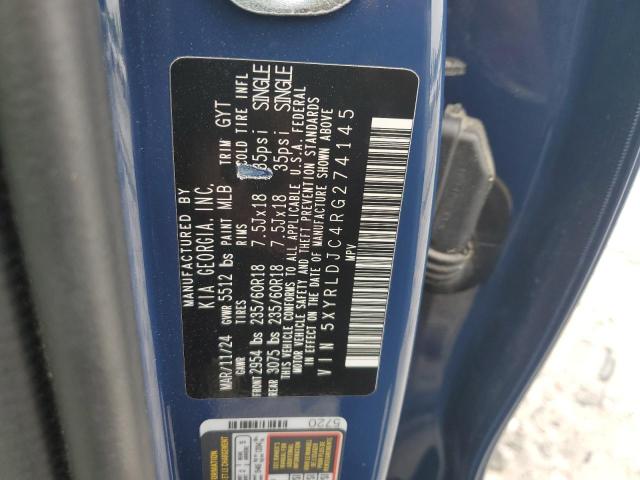 MANUFACTURED BY
KIA GEORGIA, INC.
MAR/11/24 GVWR 5512 lbs PAINT MLB TRIM GYT
GAWR TIRES RIMS COLD TIRE INFL
FRONT 2954 lbs 235/60R18 7.5Jx18 35psi SINGLE
REAR 3075 lbs 235/60R18 7.5Jx18 35psi SINGLE
THIS VEHICLE CONFORMS TO ALL APPLICABLE U.S.A. FEDERAL
MOTOR VEHICLE SAFETY AND THEFT PREVENTION STANDARDS
IN EFFECT ON THE DATE OF MANUFACTURE SHOWN ABOVE
VIN 5XYRLDJC4RG274145
MPV
5720